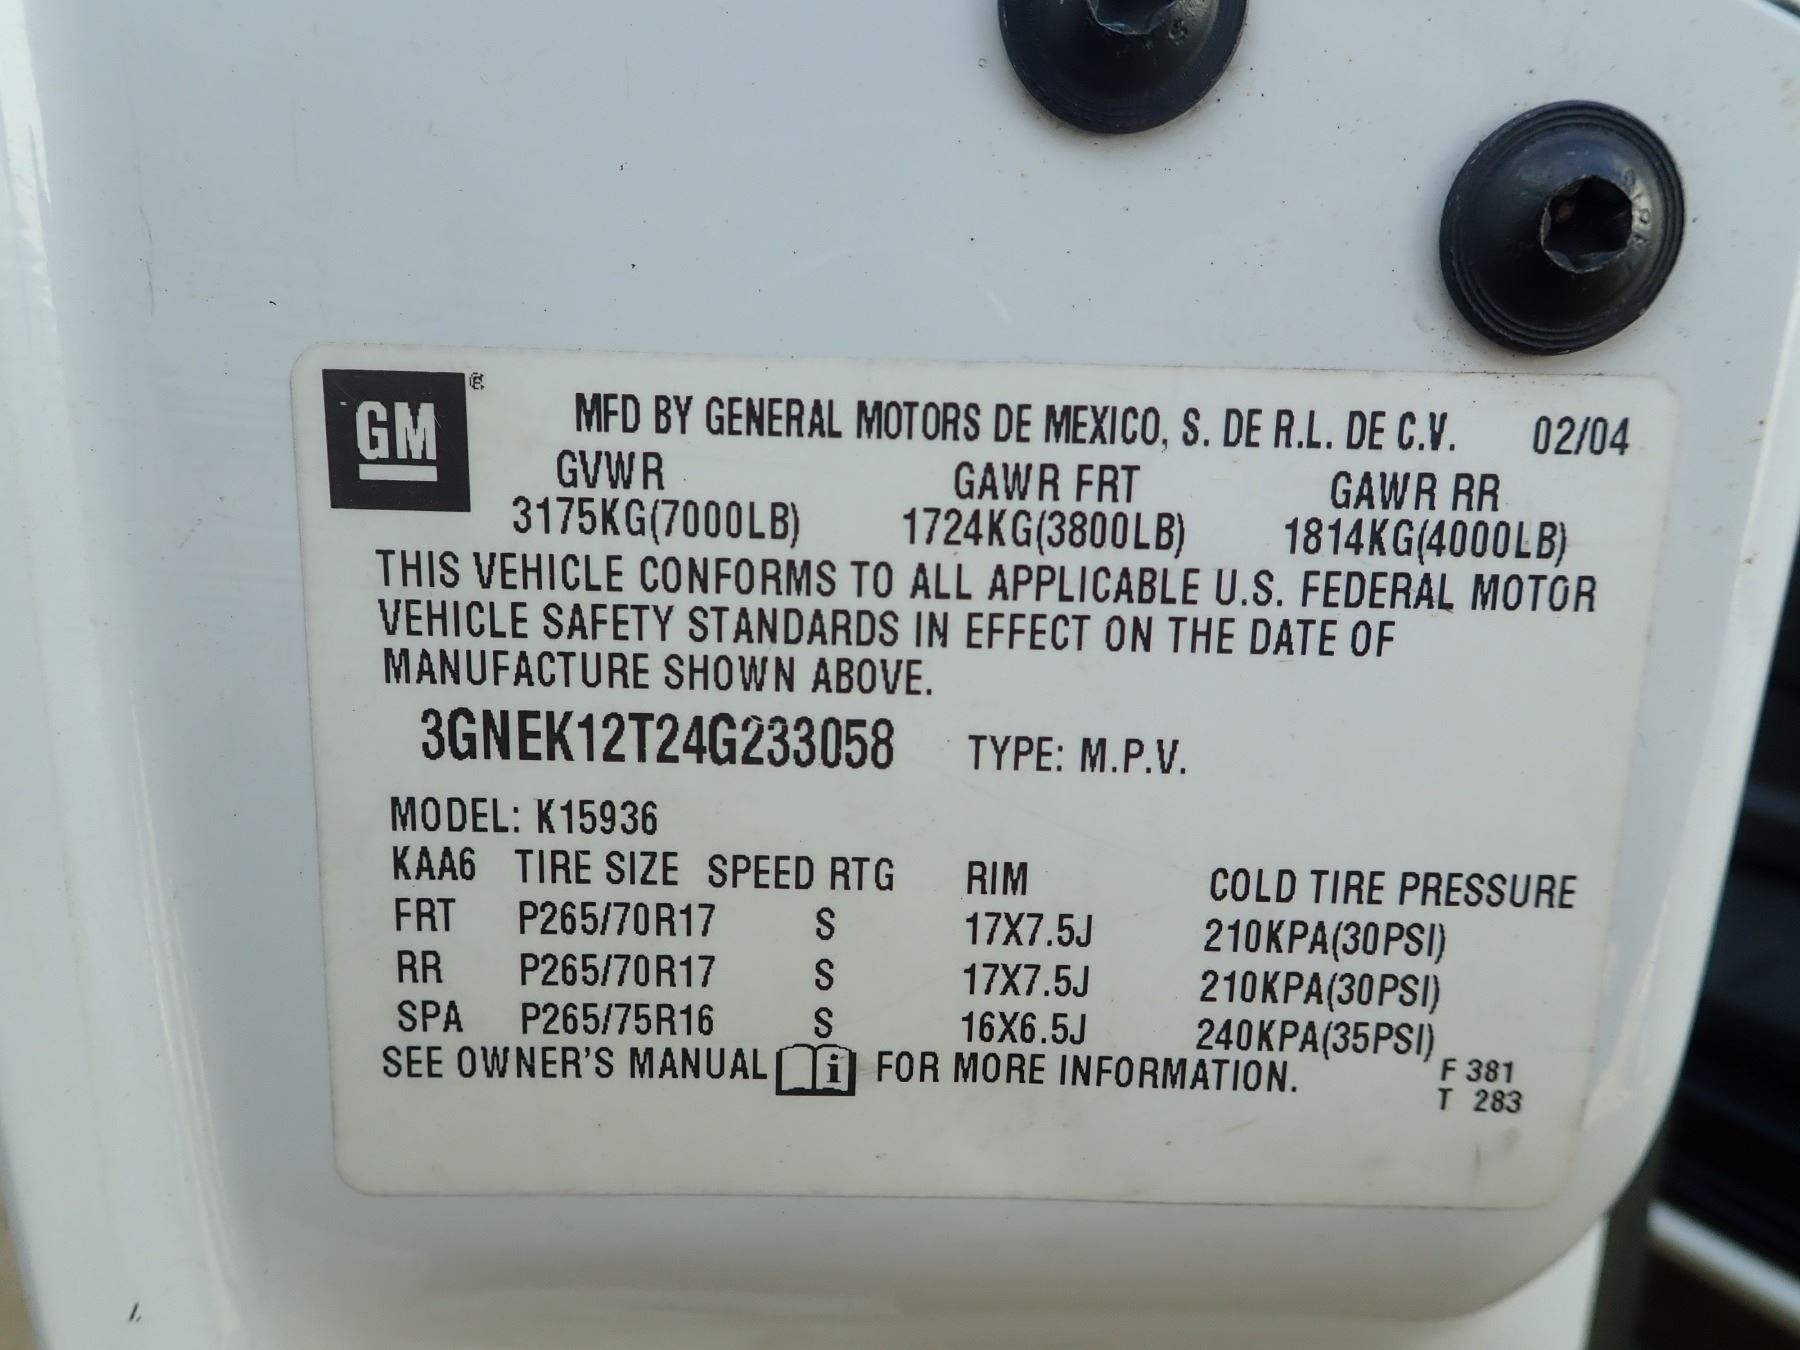 GM ®
MFD BY GENERAL MOTORS DE MEXICO, S. DE R.L. DE C.V. 02/04
GVWR GAWR FRT GAWR RR
3175KG(7000LB) 1724KG(3800LB) 1814KG(4000LB)
THIS VEHICLE CONFORMS TO ALL APPLICABLE U.S. FEDERAL MOTOR
VEHICLE SAFETY STANDARDS IN EFFECT ON THE DATE OF
MANUFACTURE SHOWN ABOVE.
3GNEK12T24G233058 TYPE: M.P.V.
MODEL: K15936
KAA6 TIRE SIZE SPEED RTG RIM COLD TIRE PRESSURE
FRT P265/70R17 S 17X7.5J 210KPA(30PSI)
RR P265/70R17 S 17X7.5J 210KPA(30PSI)
SPA P265/75R16 S 16X6.5J 240KPA(35PSI)
SEE OWNER'S MANUAL i FOR MORE INFORMATION.
F 381
T 283